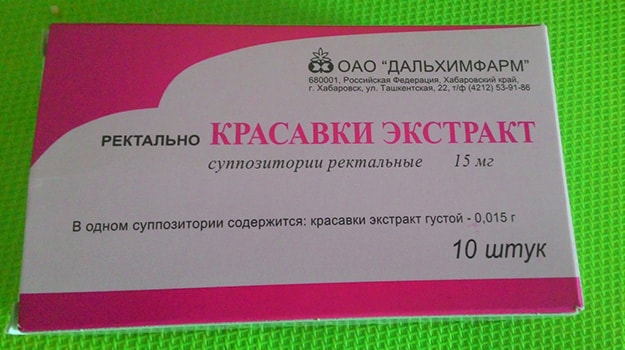 ОАО "ДАЛЬХИМФАРМ"
680001, Российская Федерация, Хабаровский край,
г. Хабаровск, ул. Ташкентская, 22, т/ф (4212) 53-91-86
РЕКТАЛЬНО КРАСАВКИ ЭКСТРАКТ
суппозитории ректальные 15 мг
В одном суппозитории содержится: красавки экстракт густой - 0,015 г
10 штук